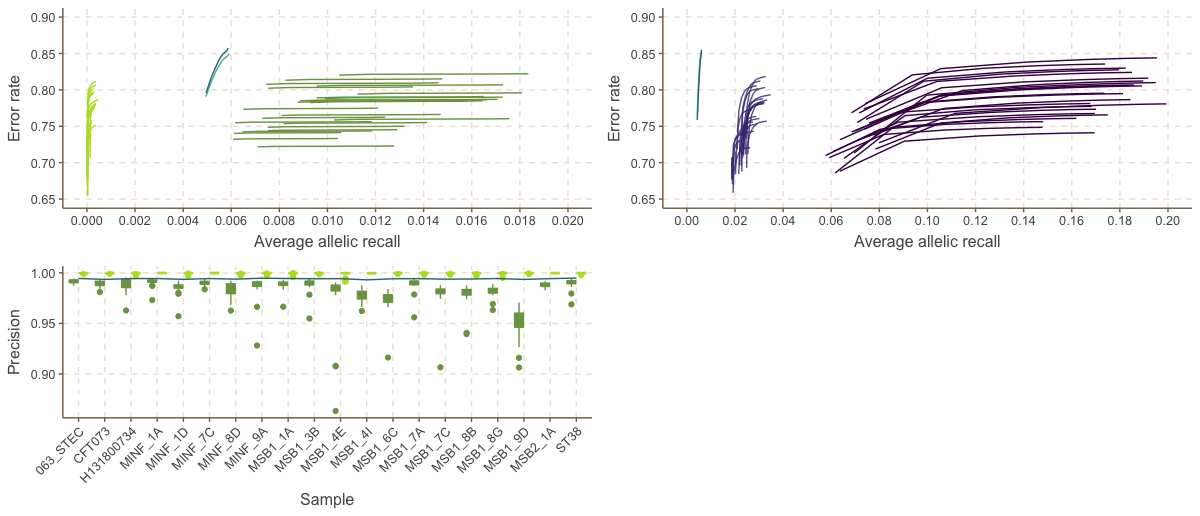 0.90
0.85
0.80
0.75
0.70
0.65
Error rate
0.000 0.002 0.004 0.006 0.008 0.010 0.012 0.014 0.016 0.018 0.020
Average allelic recall
0.90
0.85
0.80
0.75
0.70
0.65
Error rate
0.00 0.02 0.04 0.06 0.08 0.10 0.12 0.14 0.16 0.18 0.20
Average allelic recall
1.00
0.95
0.90
Precision
063_STEC
CFT073
H131800734
MINF_1A
MINF_1D
MINF_7C
MINF_8D
MINF_9A
MSB1_1A
MSB1_3B
MSB1_4E
MSB1_4I
MSB1_6C
MSB1_7A
MSB1_7C
MSB1_8B
MSB1_8G
MSB1_9D
MSB2_1A
ST38
Sample